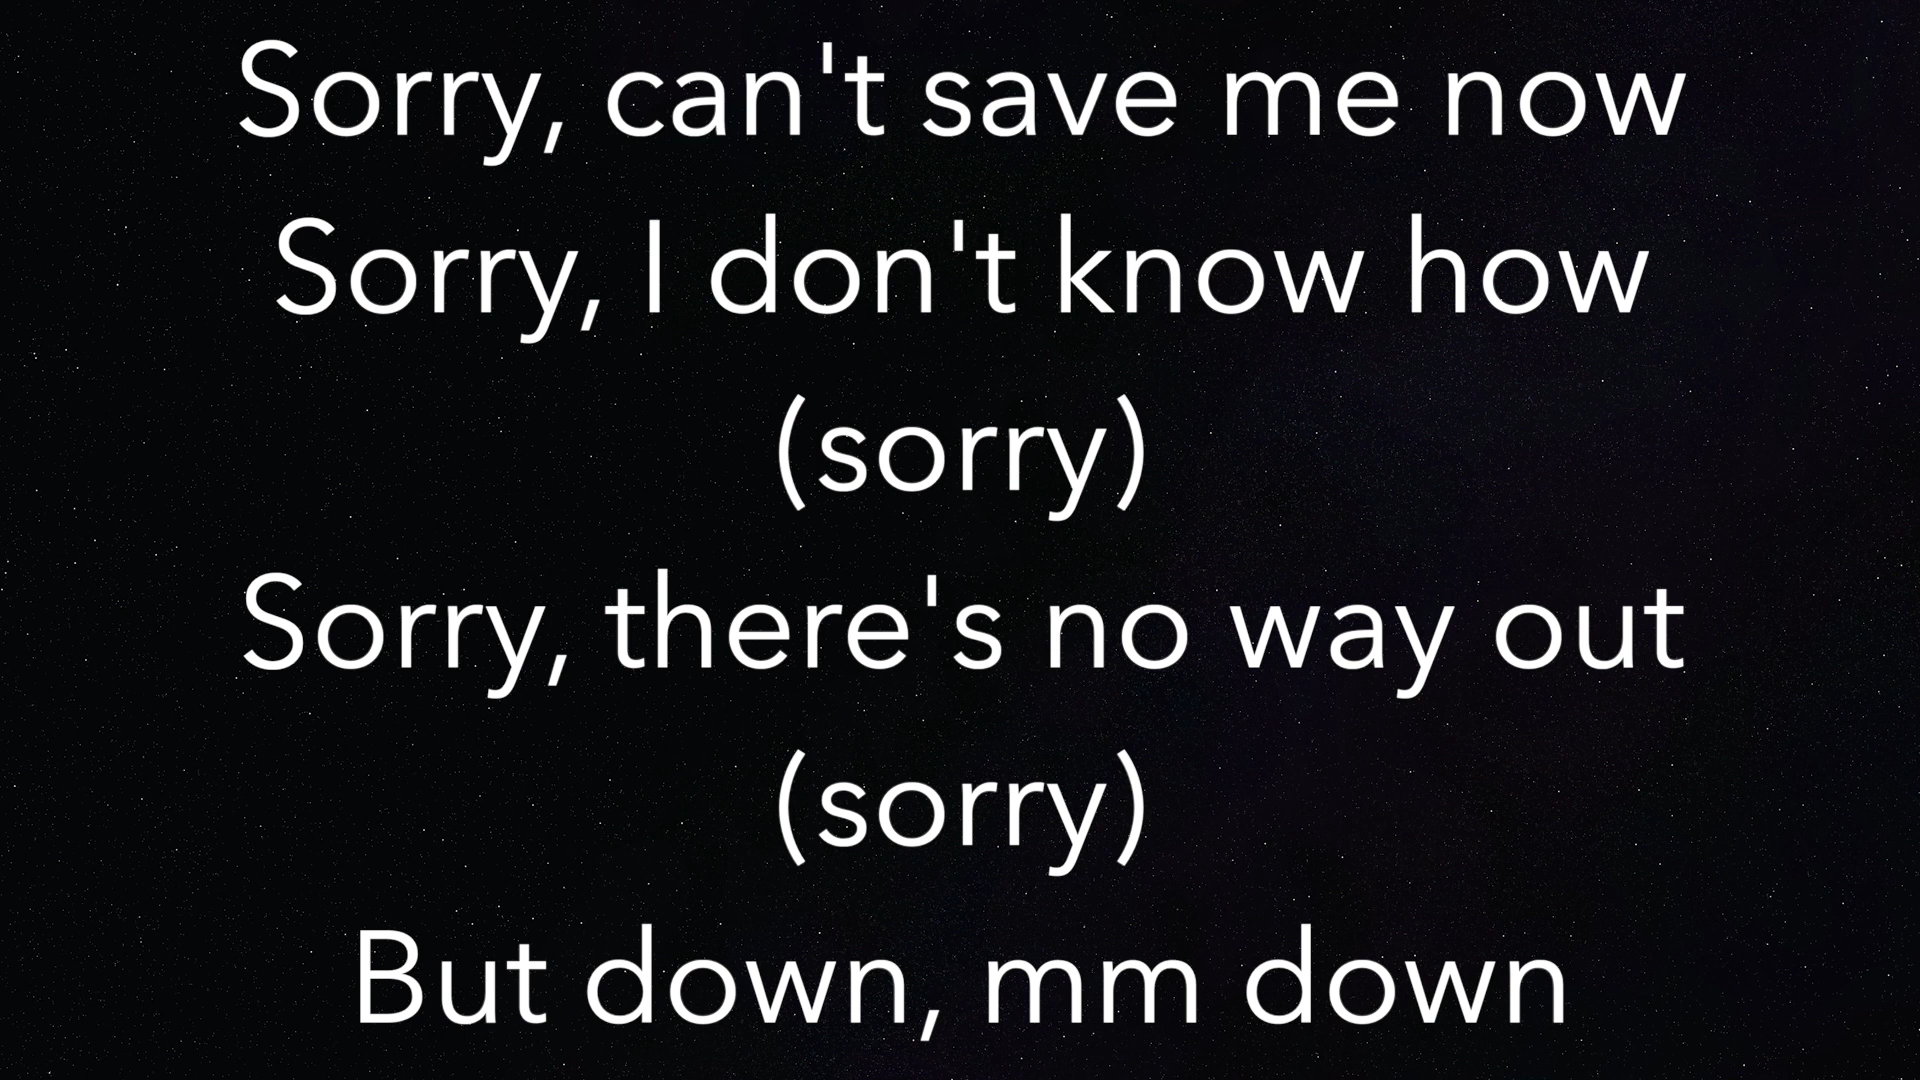 Sorry, can't save me now
Sorry, I don't know how
(sorry)
Sorry, there's no way out
(sorry)
But down, mm down